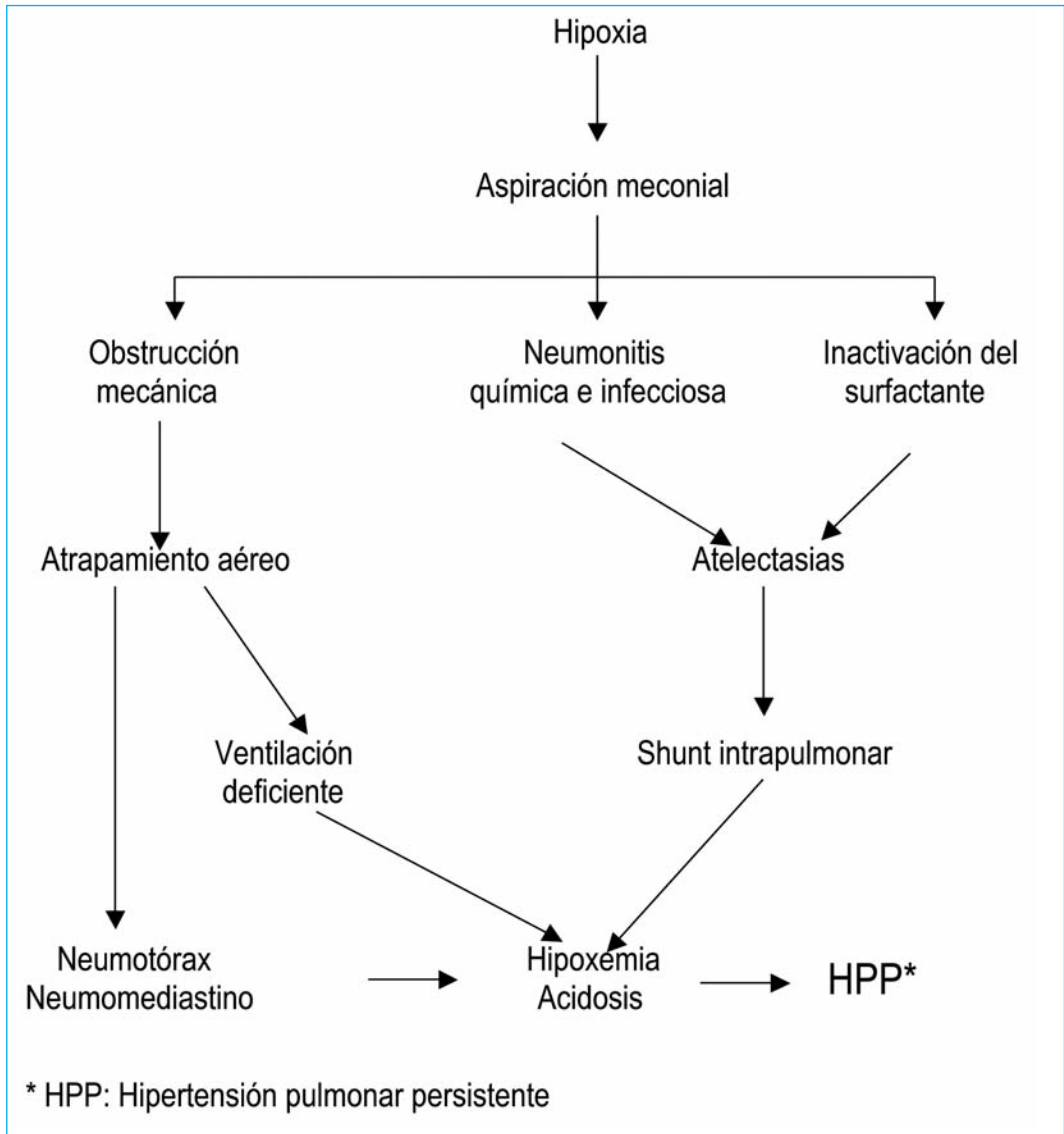 Hipoxia
Aspiración meconial
Obstrucción
mecánica
Neumonitis
química e infecciosa
Inactivación del
surfactante
Atrapamiento aéreo
Atelectasias
Ventilación
deficiente
Shunt intrapulmonar
Neumotórax
Neumomediastino
Hipoxemia
Acidosis
HPP*
* HPP: Hipertensión pulmonar persistente